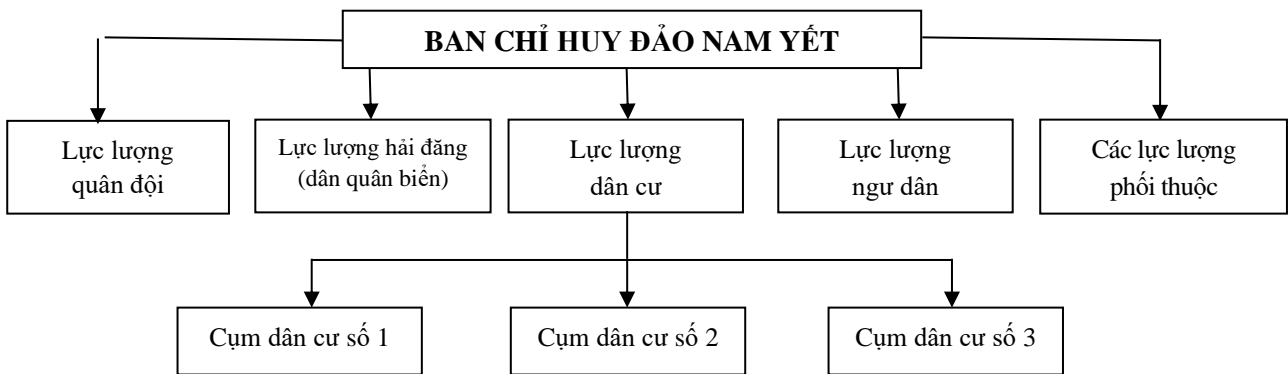 BAN CHỈ HUY ĐẢO NAM YẾT
Lực lượng
quân đội
Lực lượng hải đăng
(dân quân biển)
Lực lượng
dân cư
Lực lượng
ngư dân
Các lực lượng
phối thuộc
Cụm dân cư số 1
Cụm dân cư số 2
Cụm dân cư số 3